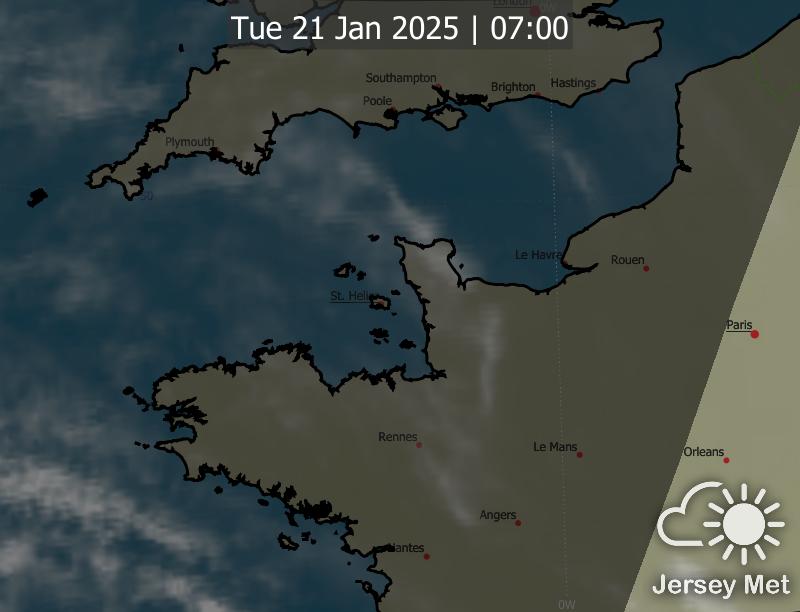 London
0W
Tue 21 Jan 2025 | 07:00
Southampton
Brighton
Hastings
Poole
Plymouth
50
Le Havre
Rouen
St. Helier
Paris
Rennes
Le Mans
Orleans
Angers
Nantes
Jersey Met
0W